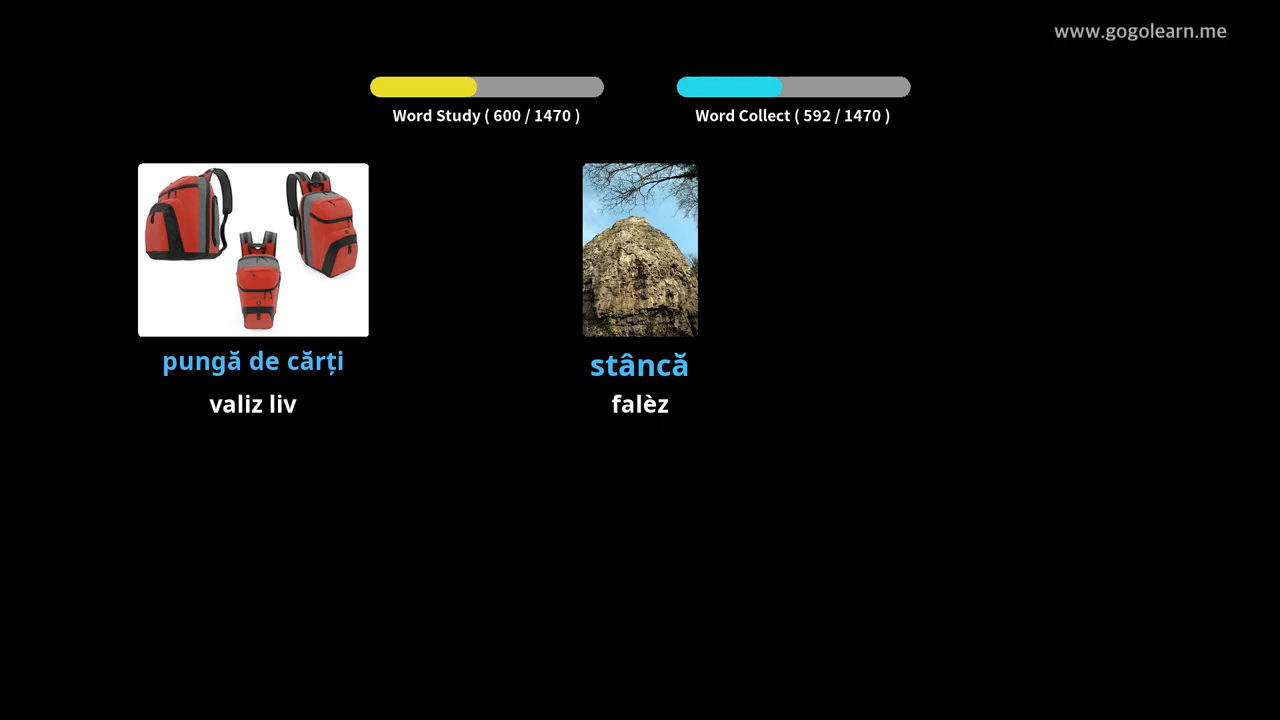 www.gogolearn.me
Word Study ( 600 / 1470 )
Word Collect ( 592 / 1470 )
pungă de cărți
stâncă
valiz liv
falèz